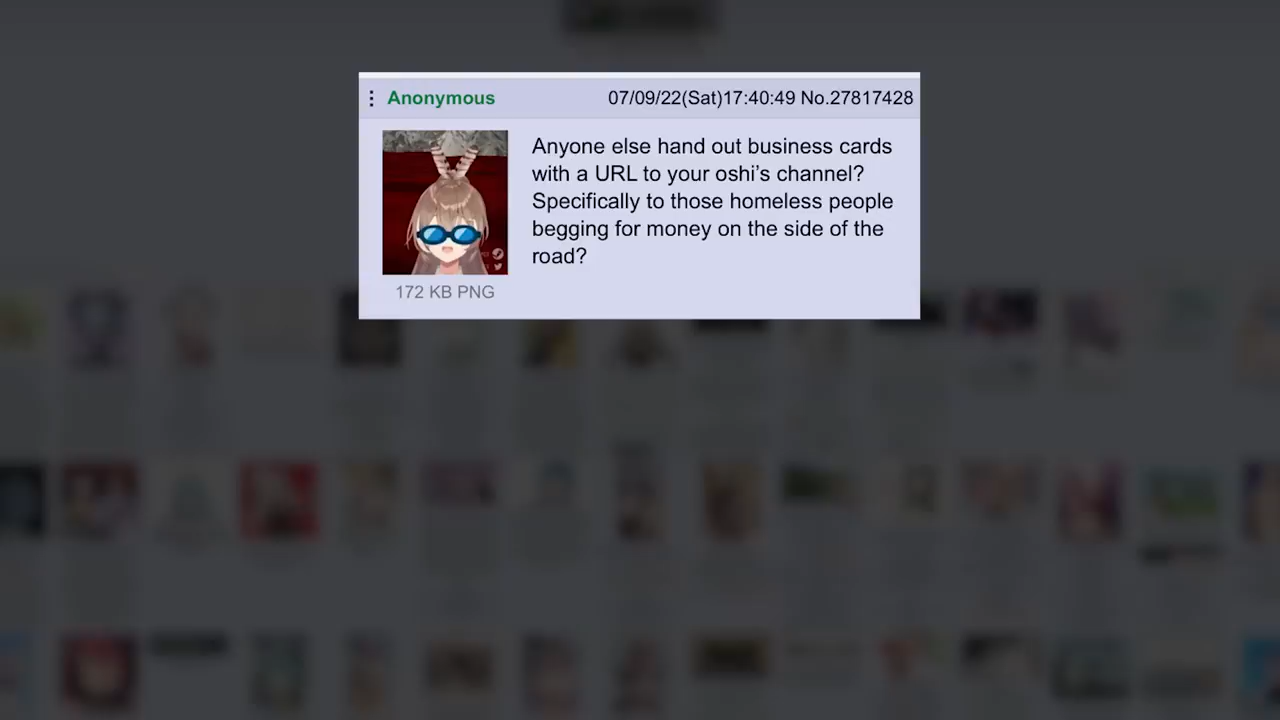 Anonymous 07/09/22(Sat)17:40:49 No.27817428
Anyone else hand out business cards
with a URL to your oshi's channel?
Specifically to those homeless people
begging for money on the side of the
road?
172 KB PNG